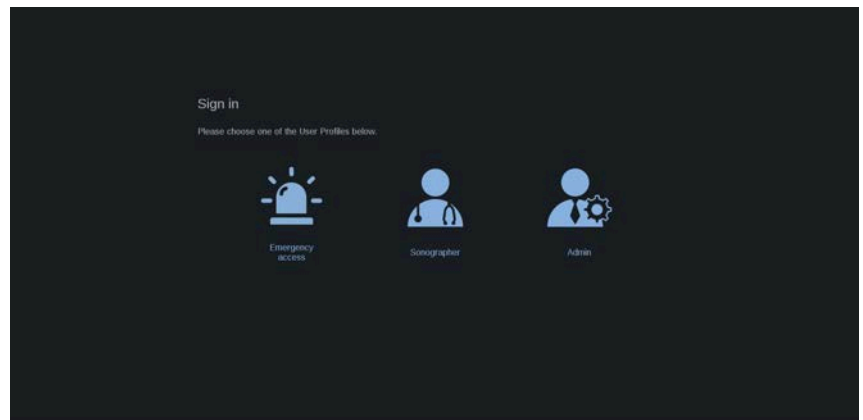 Sign in
Please choose one of the User Profiles below.
Emergency
access
Sonographer
Admin